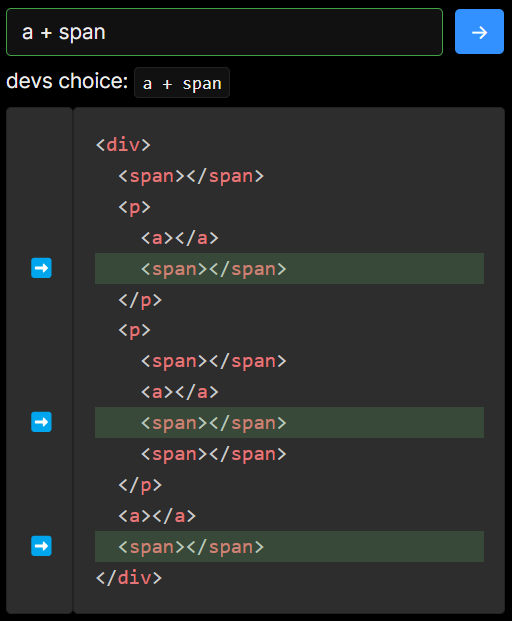 a + span →
devs choice: a + span
<div>
  <span></span>
  <p>
    <a></a>
    <span></span>
  </p>
  <p>
    <span></span>
    <a></a>
    <span></span>
    <span></span>
  </p>
  <a></a>
  <span></span>
</div>